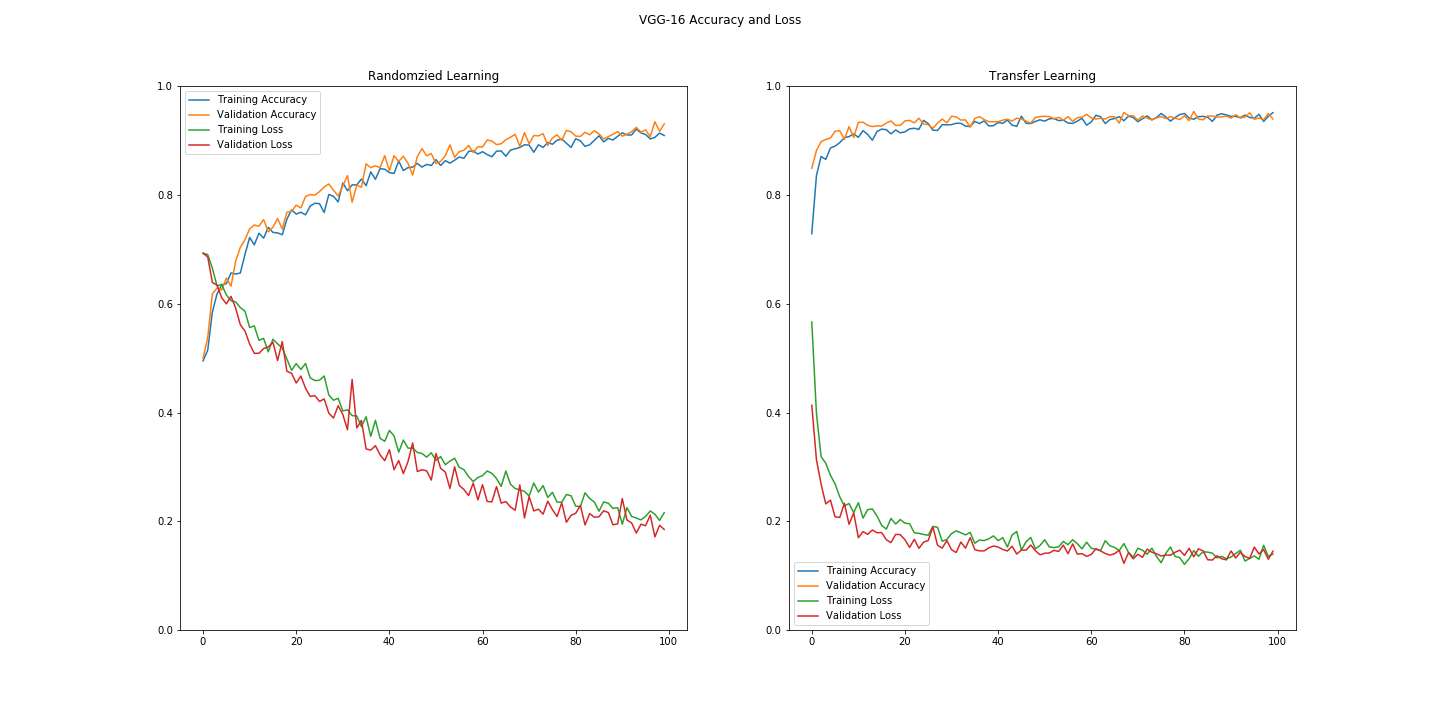 VGG-16 Accuracy and Loss
Randomzied Learning
1.0
0.8
0.6
0.4
0.2
0.0
0
20
40
60
80
100
Training Accuracy
Validation Accuracy
Training Loss
Validation Loss
Transfer Learning
1.0
0.8
0.6
0.4
0.2
0.0
0
20
40
60
80
100
Training Accuracy
Validation Accuracy
Training Loss
Validation Loss